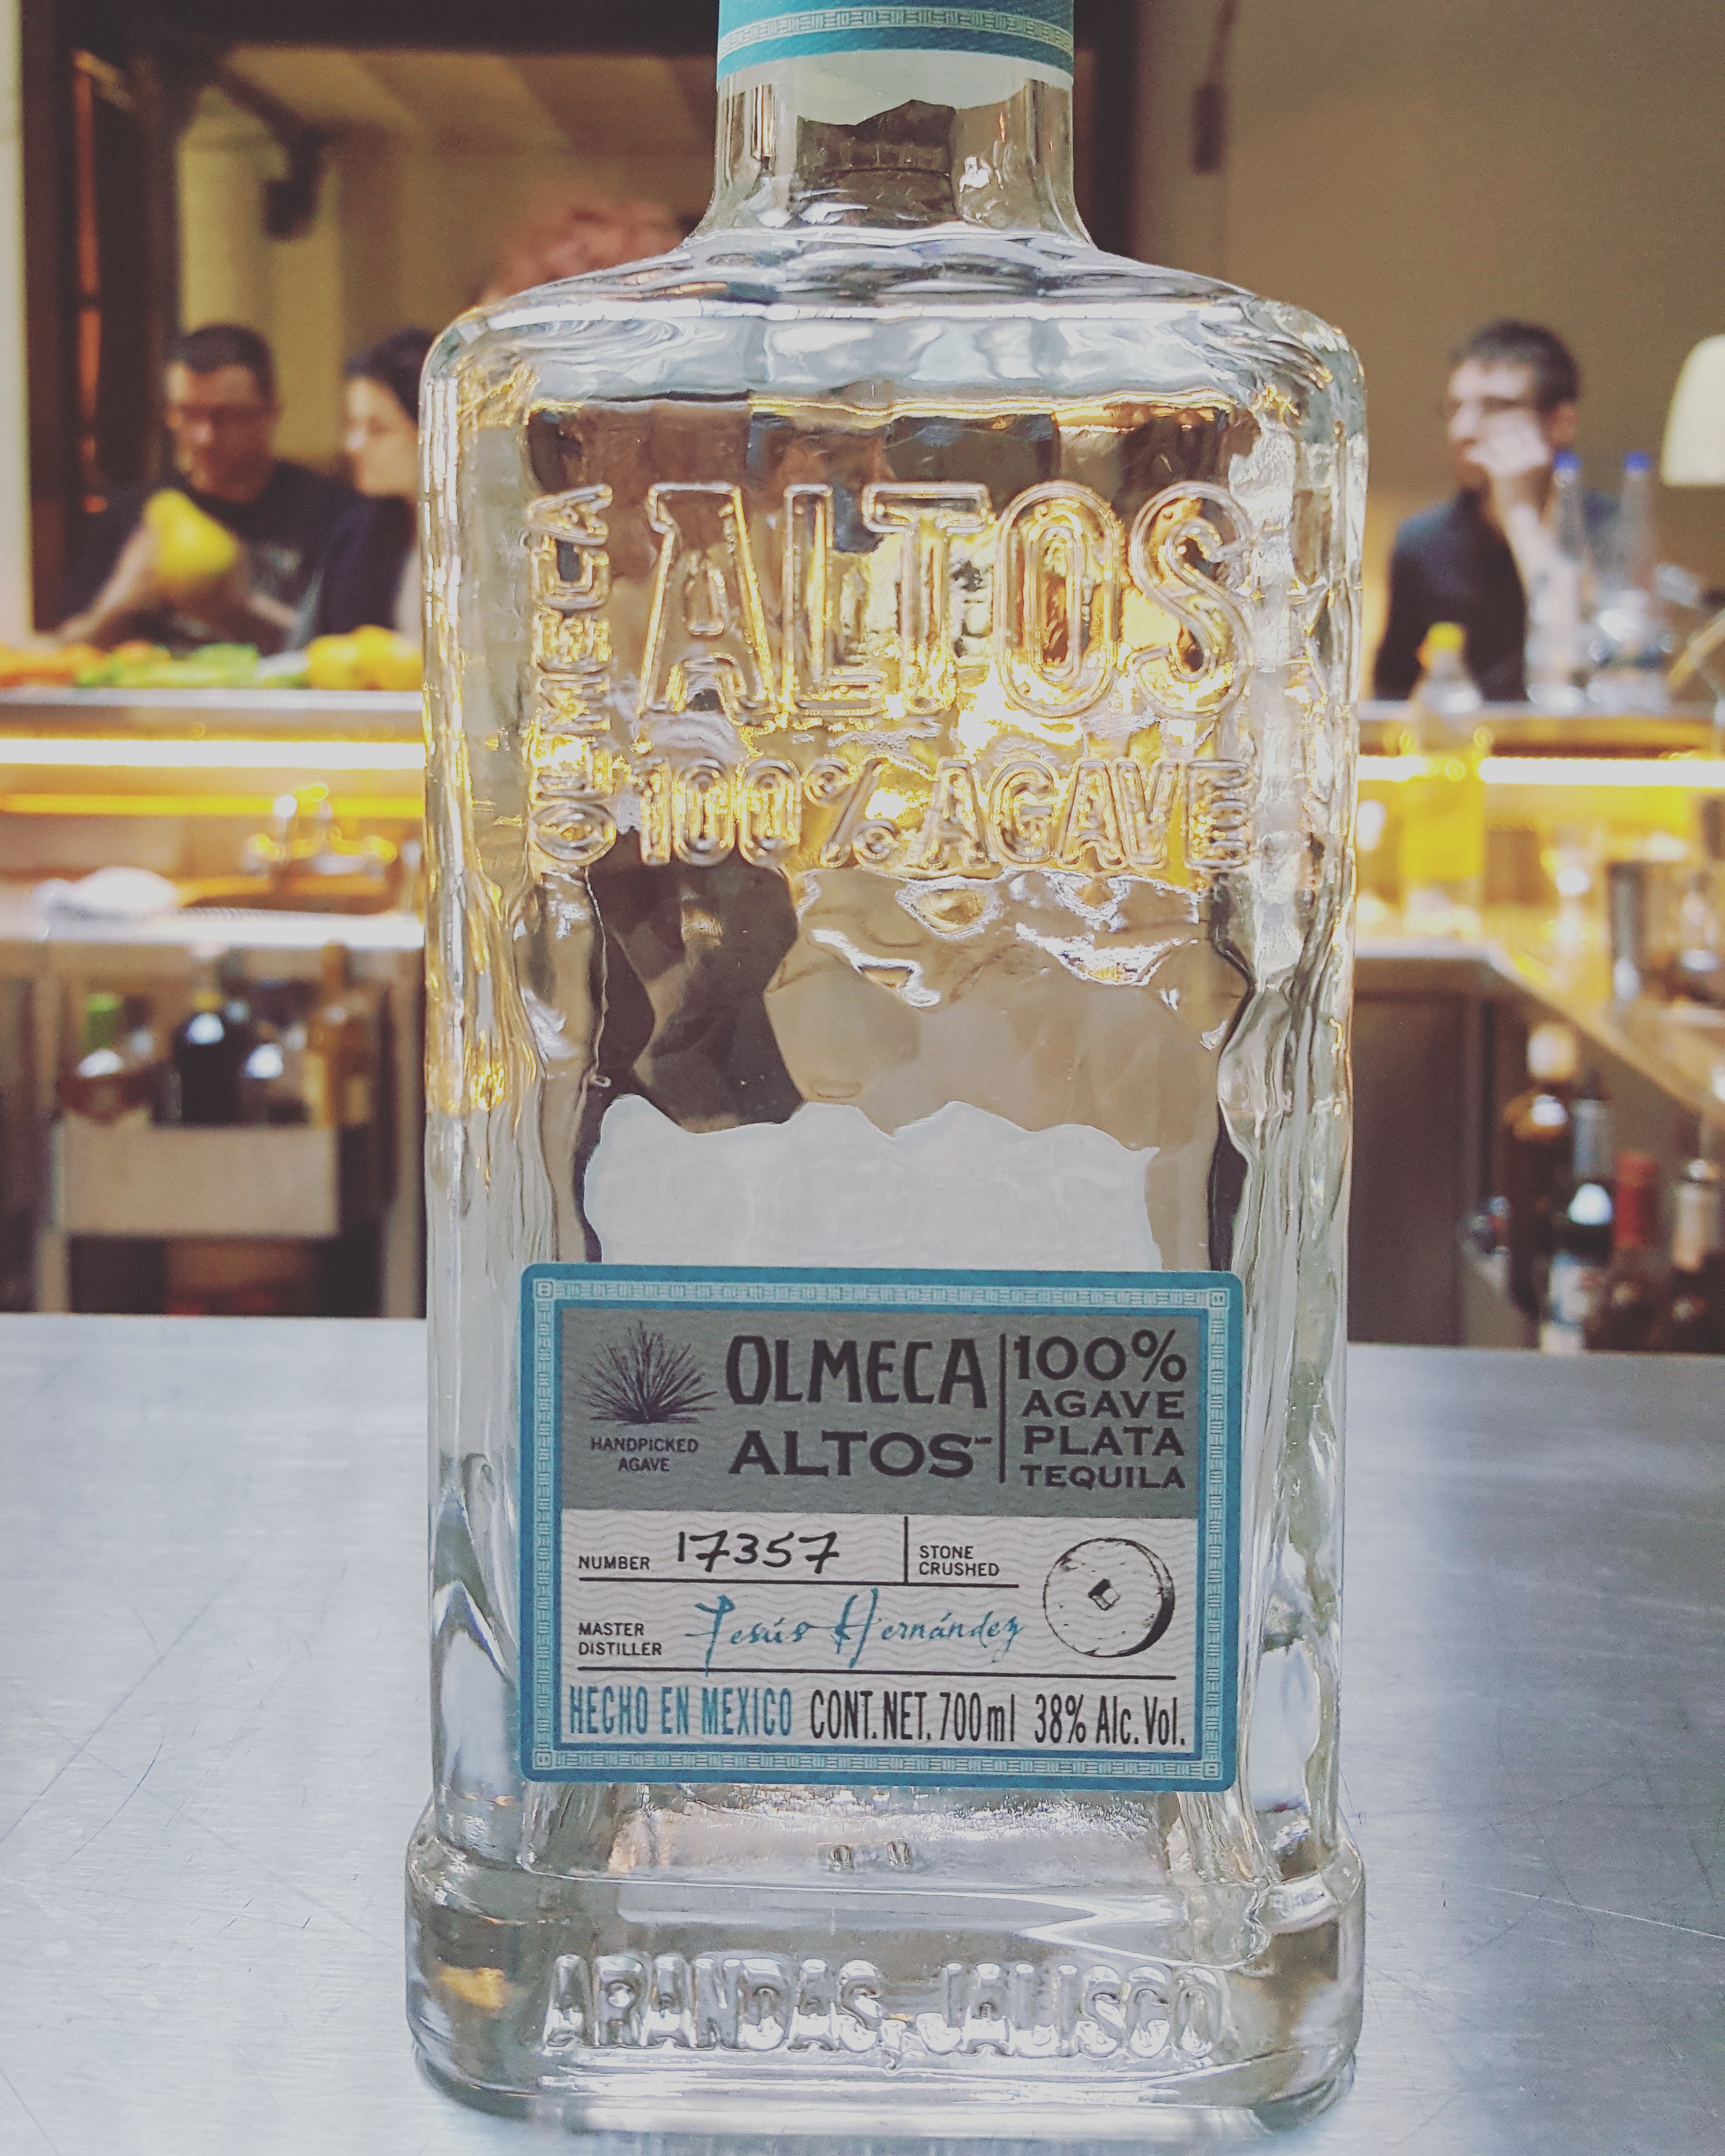 OLMECA
ALTOS
100% AGAVE
HANDPICKED
AGAVE
OLMECA
ALTOS
100%
AGAVE
PLATA
TEQUILA
NUMBER 17357
STONE
CRUSHED
MASTER
DISTILLER
Jesús Hernández
HECHO EN MEXICO CONT. NET. 700ml 38% Alc. Vol.
ARANDAS, JALISCO